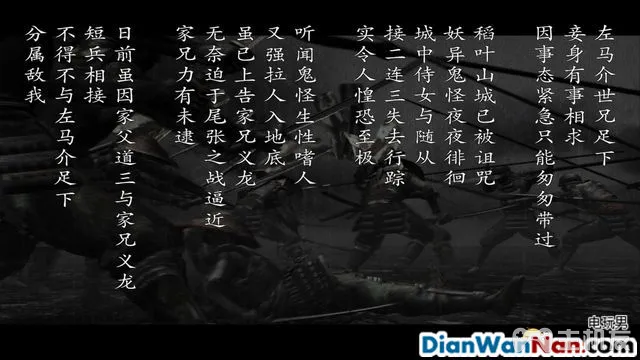 左马介世兄足下
妾身有事相求
因事态紧急只能匆匆带过
稻叶山城已被诅咒
妖异鬼怪夜夜徘徊
城中侍女与随从
接二连三失去行踪
实令人惶恐至极
听闻鬼怪生性嗜人
又强拉人入地底
虽已上告家兄义龙
无奈迫于尾张之战逼近
家兄力有未逮
日前虽因家父道三与家兄义龙
短兵相接
不得不与左马介足下
分属敌我
电玩男
DianWanNan.com